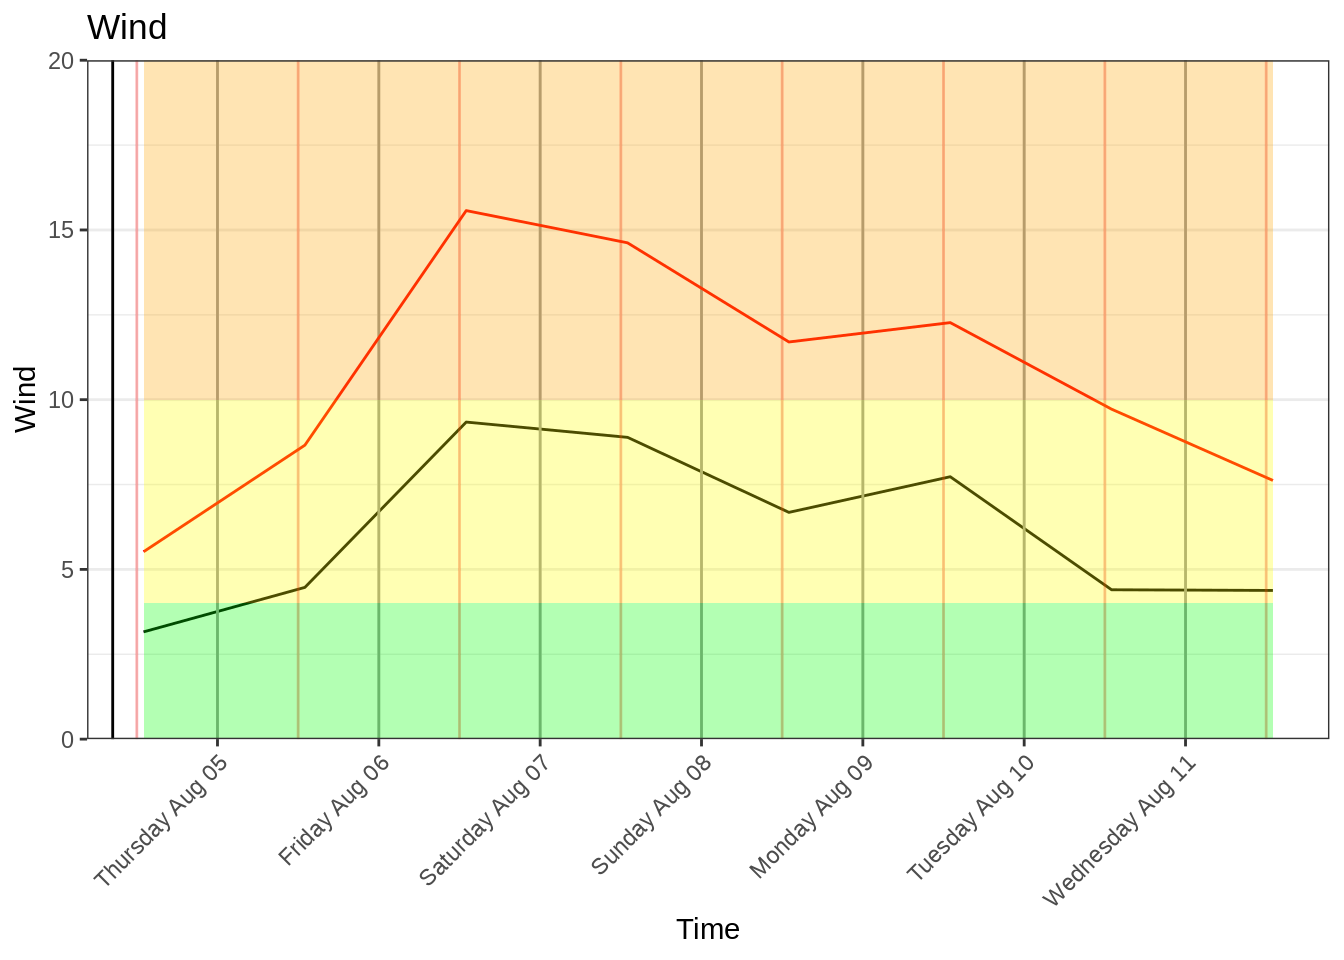 Wind
20
15
10
5
0
Wind
Thursday Aug 05
Friday Aug 06
Saturday Aug 07
Sunday Aug 08
Monday Aug 09
Tuesday Aug 10
Wednesday Aug 11
Time